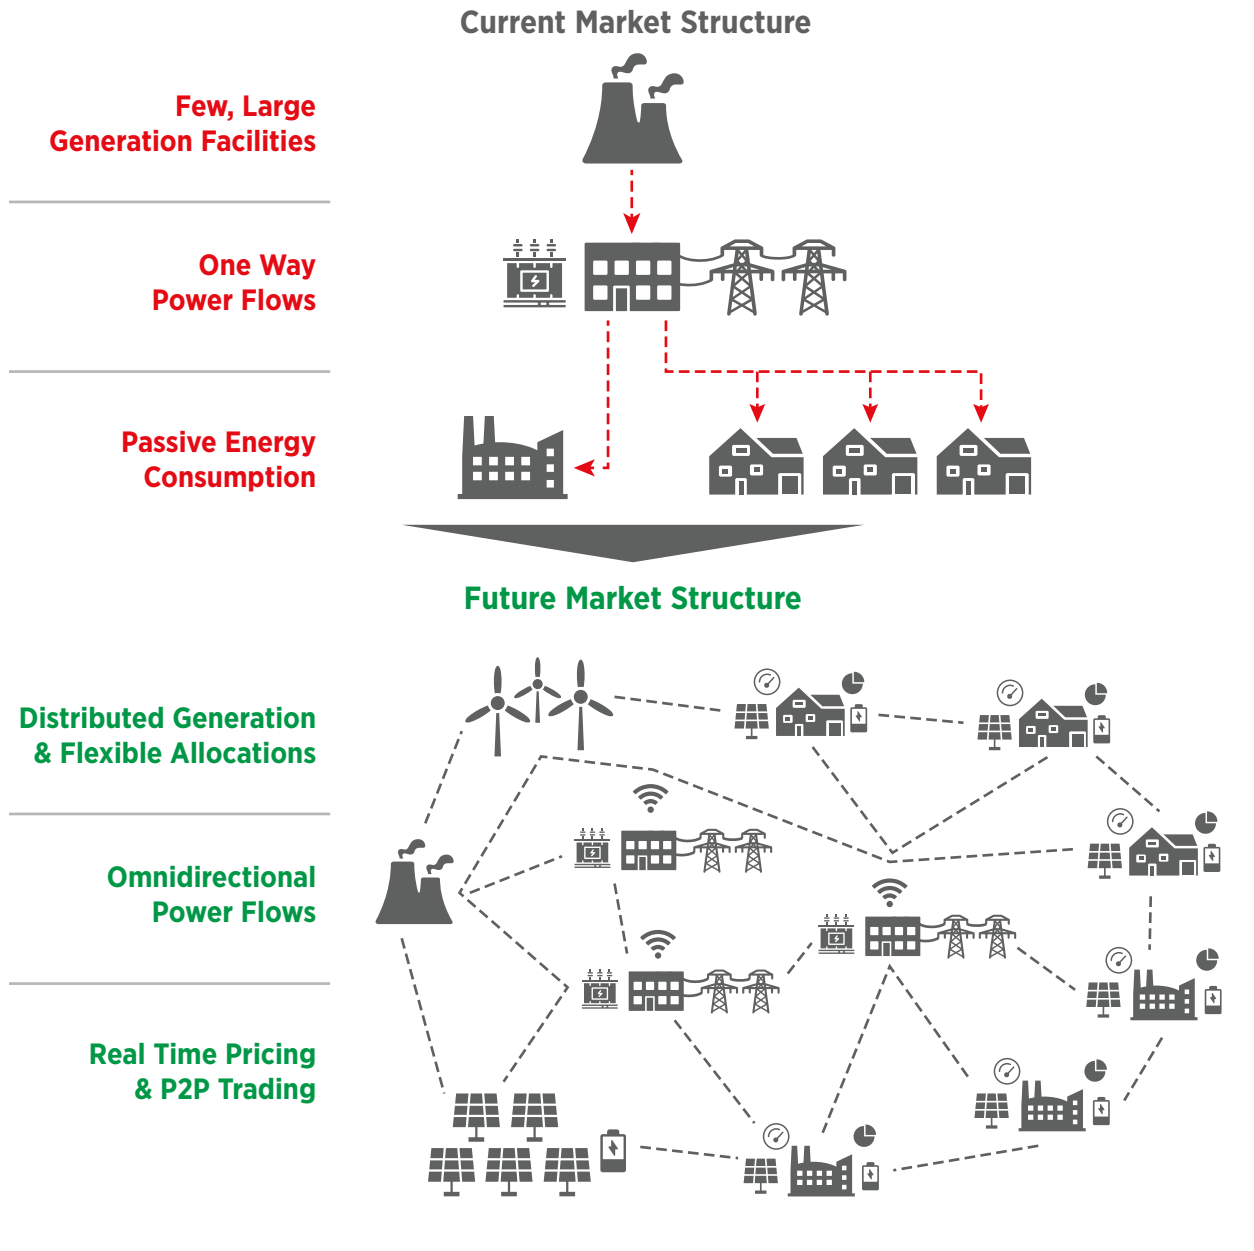 Current Market Structure
Few, Large
Generation Facilities
One Way
Power Flows
Passive Energy
Consumption
Future Market Structure
Distributed Generation
& Flexible Allocations
Omnidirectional
Power Flows
Real Time Pricing
& P2P Trading